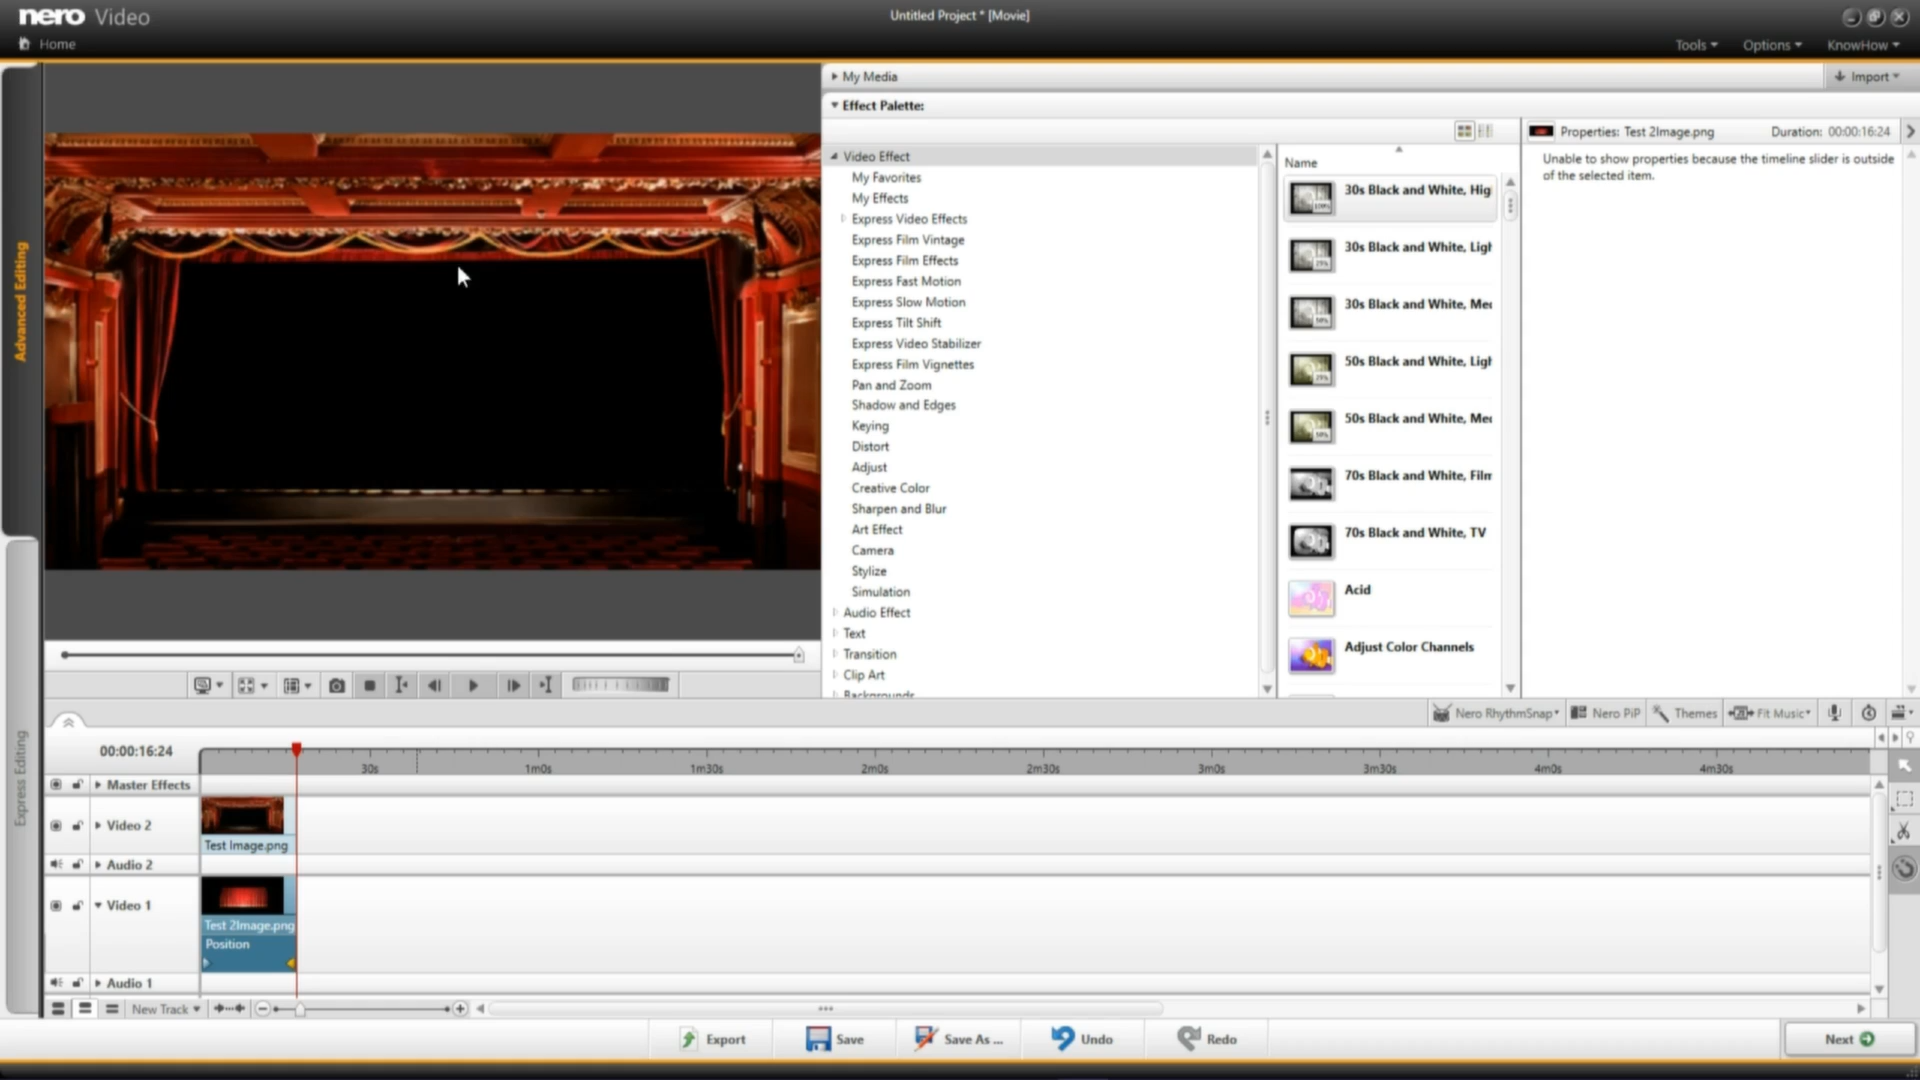 nero Video
Untitled Project * [Movie]
Home
Tools
Options
KnowHow
My Media
Import
Effect Palette:
Properties: Test 2Image.png
Duration: 00:00:16:24
Unable to show properties because the timeline slider is outside
of the selected item.
Video Effect
My Favorites
My Effects
Express Video Effects
Express Film Vintage
Express Film Effects
Express Fast Motion
Express Slow Motion
Express Tilt Shift
Express Video Stabilizer
Express Film Vignettes
Pan and Zoom
Shadow and Edges
Keying
Distort
Adjust
Creative Color
Sharpen and Blur
Art Effect
Camera
Stylize
Simulation
Audio Effect
Text
Transition
Clip Art
Backgrounds
Name
30s Black and White, Hig
30s Black and White, Ligh
30s Black and White, Med
50s Black and White, Ligh
50s Black and White, Med
70s Black and White, Film
70s Black and White, TV
Acid
Adjust Color Channels
Advanced Editing
Express Editing
Nero RhythmSnap
Nero PiP
Themes
Fit Music
00:00:16:24
30s
1m0s
1m30s
2m0s
2m30s
3m0s
3m30s
4m0s
4m30s
Master Effects
Video 2
Test Image.png
Audio 2
Video 1
Test 2Image.png
Position
Audio 1
New Track
Export
Save
Save As ...
Undo
Redo
Next